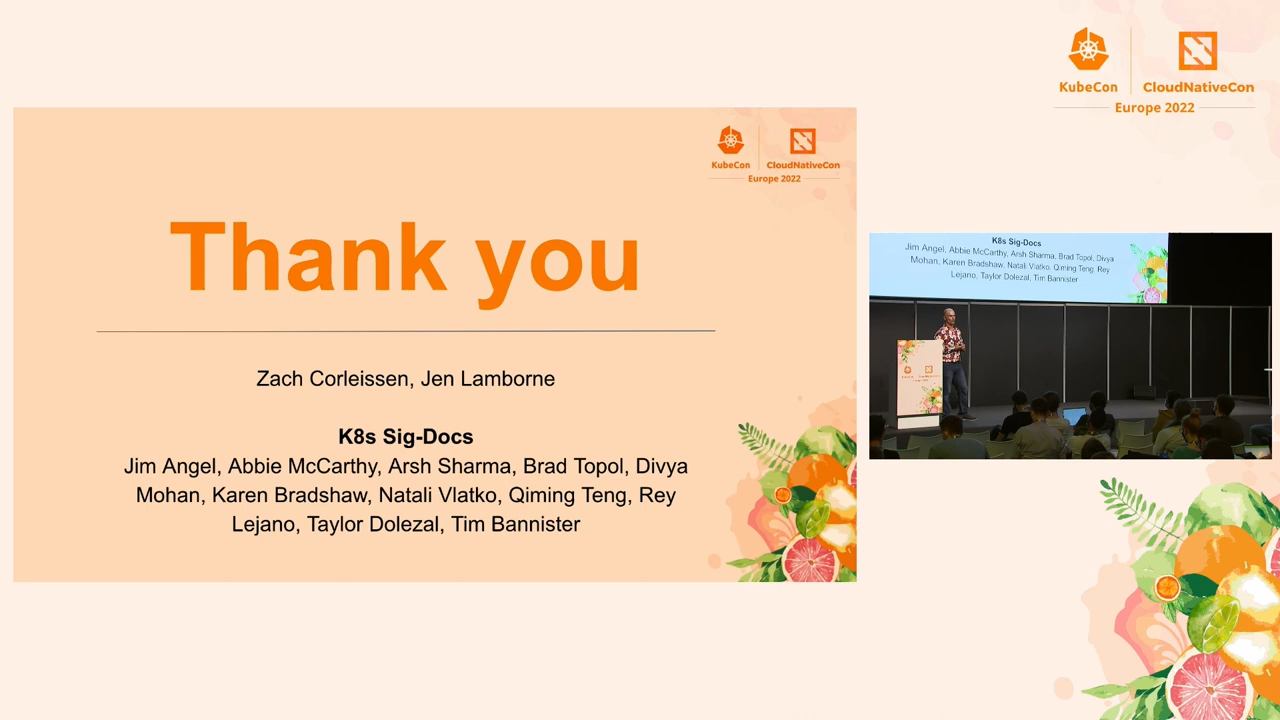 KubeCon
CloudNativeCon
Europe 2022
KubeCon
CloudNativeCon
Europe 2022
Thank you
Zach Corleissen, Jen Lamborne
K8s Sig-Docs
Jim Angel, Abbie McCarthy, Arsh Sharma, Brad Topol, Divya
Mohan, Karen Bradshaw, Natali Vlatko, Qiming Teng, Rey
Lejano, Taylor Dolezal, Tim Bannister
K8s Sig-Docs
Jim Angel, Abbie McCarthy, Arsh Sharma, Brad Topol, Divya
Mohan, Karen Bradshaw, Natali Vlatko, Qiming Teng, Rey
Lejano, Taylor Dolezal, Tim Bannister